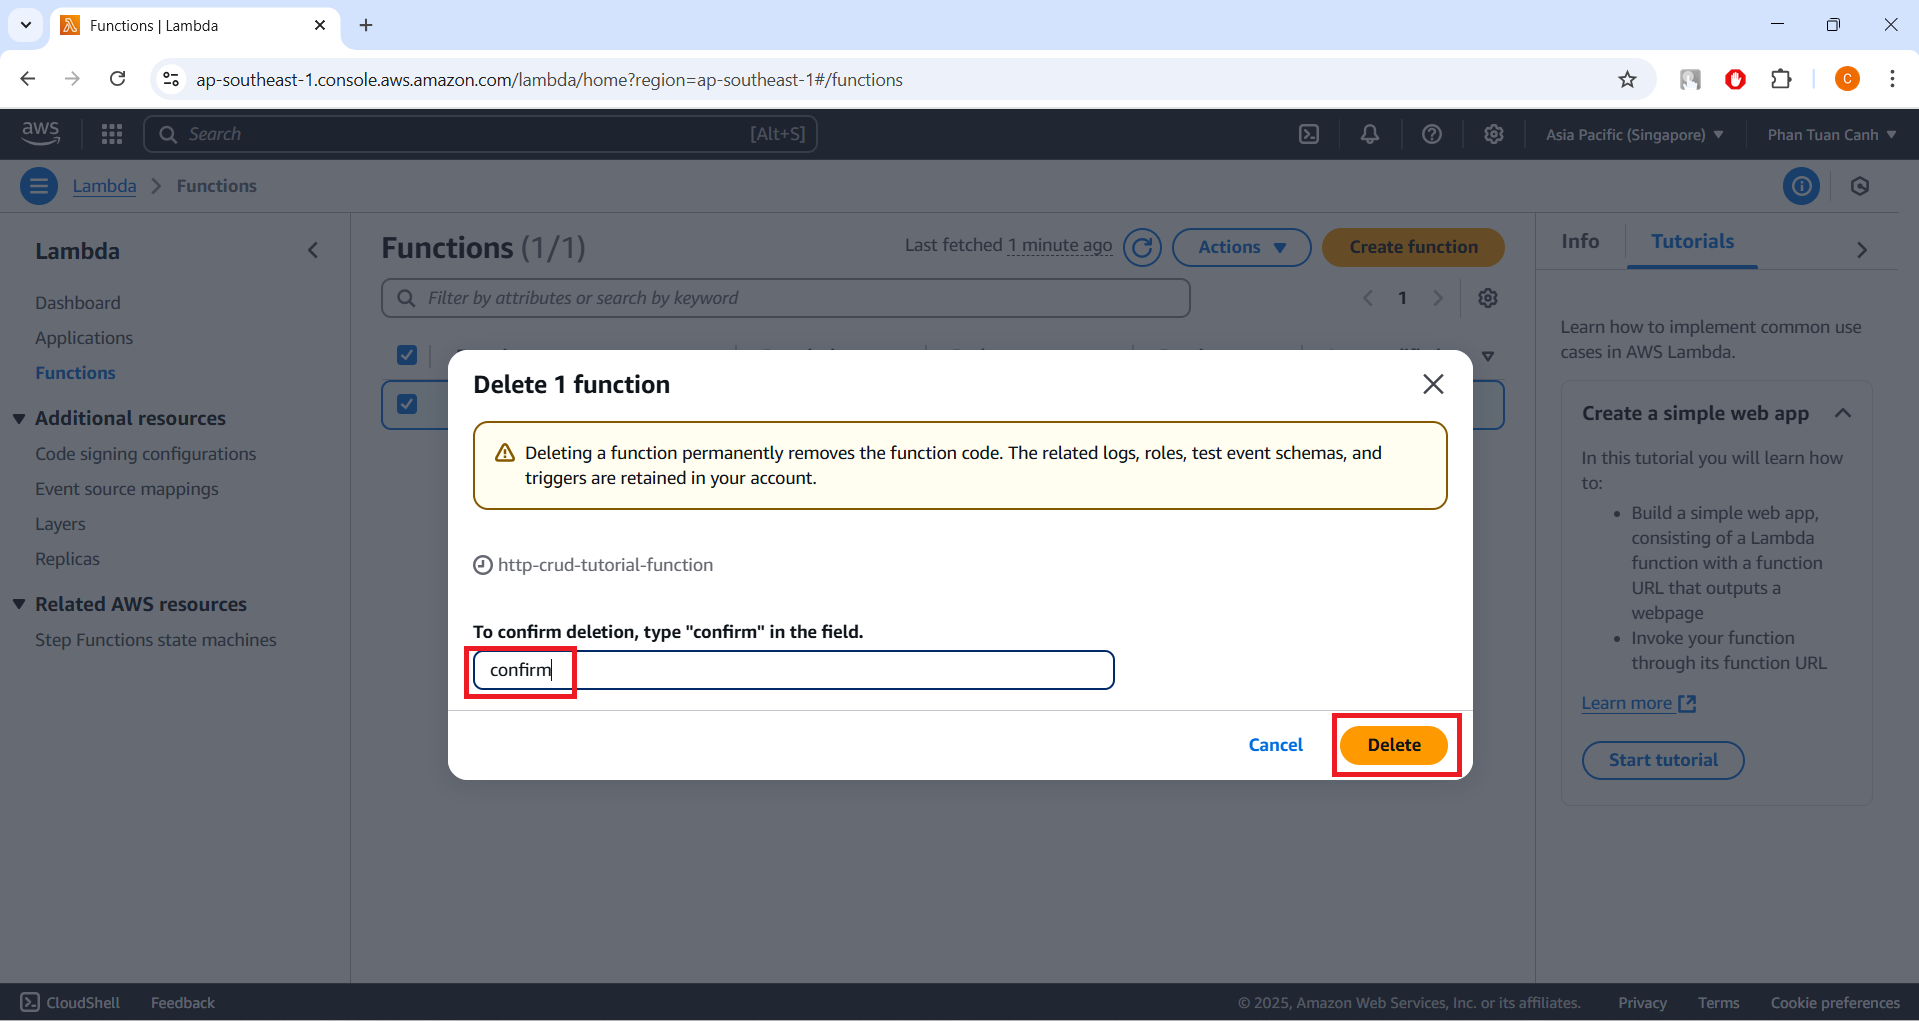 Functions | Lambda
ap-southeast-1.console.aws.amazon.com/lambda/home?region=ap-southeast-1#/functions
C
aws
Search
[Alt+S]
Asia Pacific (Singapore)
Phan Tuan Canh
Lambda
Functions
Lambda
Dashboard
Applications
Functions
Additional resources
Code signing configurations
Event source mappings
Layers
Replicas
Related AWS resources
Step Functions state machines
Functions (1/1)
Last fetched 1 minute ago
Actions
Create function
Filter by attributes or search by keyword
1
Delete 1 function
Deleting a function permanently removes the function code. The related logs, roles, test event schemas, and
triggers are retained in your account.
http-crud-tutorial-function
To confirm deletion, type "confirm" in the field.
confirm
Cancel
Delete
Info
Tutorials
Learn how to implement common use
cases in AWS Lambda.
Create a simple web app
In this tutorial you will learn how
to:
• Build a simple web app,
consisting of a Lambda
function with a function
URL that outputs a
webpage
• Invoke your function
through its function URL
Learn more
Start tutorial
CloudShell
Feedback
© 2025, Amazon Web Services, Inc. or its affiliates.
Privacy
Terms
Cookie preferences